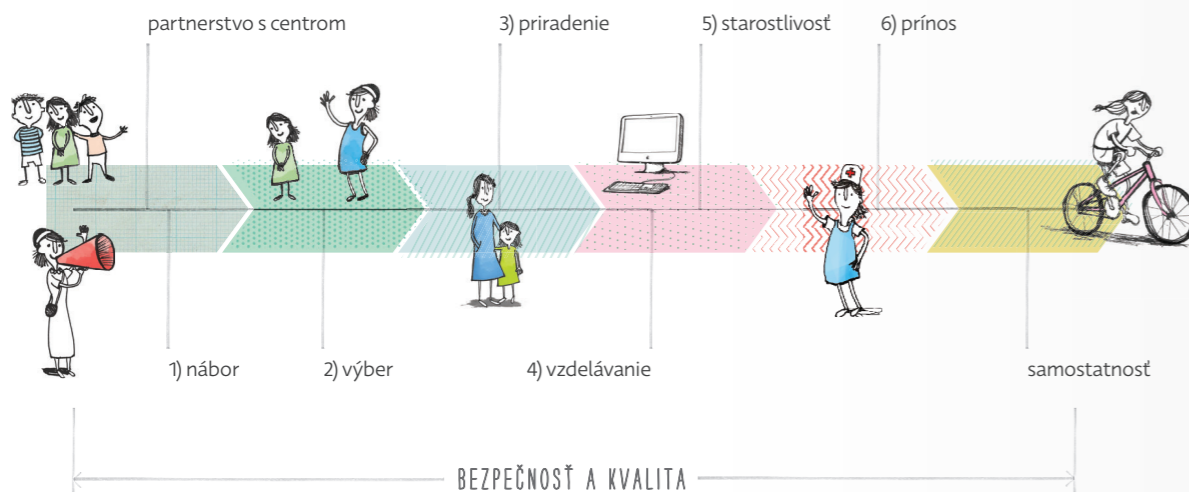 partnerstvo s centrom
3) priradenie
5) starostlivosť
6) prínos
1) nábor
2) výber
4) vzdelávanie
samostatnosť
BEZPEČNOSŤ A KVALITA